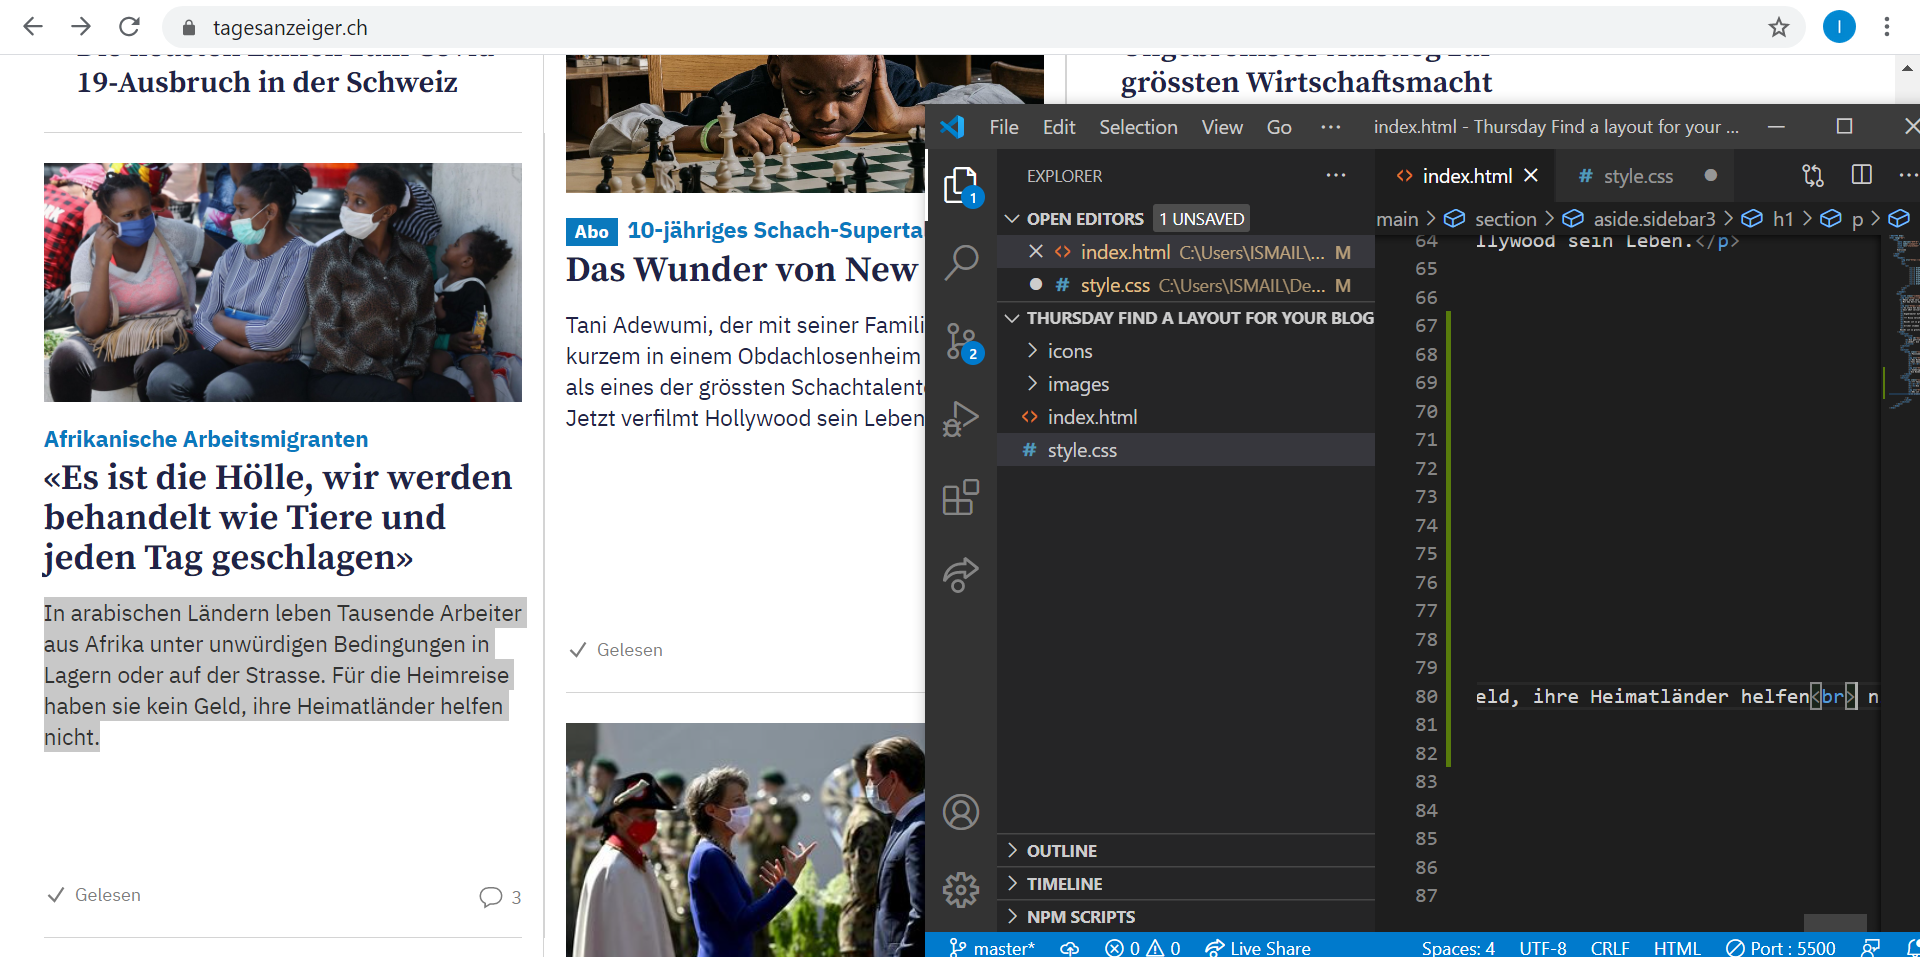 tagesanzeiger.ch
I
19-Ausbruch in der Schweiz
Afrikanische Arbeitsmigranten
«Es ist die Hölle, wir werden
behandelt wie Tiere und
jeden Tag geschlagen»
In arabischen Ländern leben Tausende Arbeiter
aus Afrika unter unwürdigen Bedingungen in
Lagern oder auf der Strasse. Für die Heimreise
haben sie kein Geld, ihre Heimatländer helfen
nicht.
Gelesen
3
Abo 10-jähriges Schach-Superta
Das Wunder von New
Tani Adewumi, der mit seiner Famili
kurzem in einem Obdachlosenheim
als eines der grössten Schachtalente
Jetzt verfilmt Hollywood sein Leben
Gelesen
grössten Wirtschaftsmacht
File Edit Selection View Go ··· index.html - Thursday Find a layout for your ...
EXPLORER
1
2
OPEN EDITORS 1 UNSAVED
index.html C:\Users\ISMAIL\... M
style.css C:\Users\ISMAIL\De... M
THURSDAY FIND A LAYOUT FOR YOUR BLOG
icons
images
index.html
style.css
OUTLINE
TIMELINE
NPM SCRIPTS
index.html style.css
main > section > aside.sidebar3 > h1 > p >
64 llywood sein Leben.</p>
65
66
67
68
69
70
71
72
73
74
75
76
77
78
79
80 eld, ihre Heimatländer helfen<br> n
81
82
83
84
85
86
87
master* 0 0 Live Share Spaces: 4 UTF-8 CRLF HTML Port : 5500